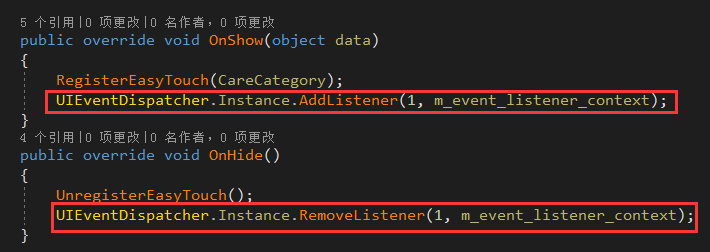 5 个引用|0 项更改|0 名作者，0 项更改
public override void OnShow(object data)
{
RegisterEasyTouch(CareCategory);
UIEventDispatcher.Instance.AddListener(1, m_event_listener_context);
}
4 个引用|0 项更改|0 名作者，0 项更改
public override void OnHide()
{
UnregisterEasyTouch();
UIEventDispatcher.Instance.RemoveListener(1, m_event_listener_context);
}